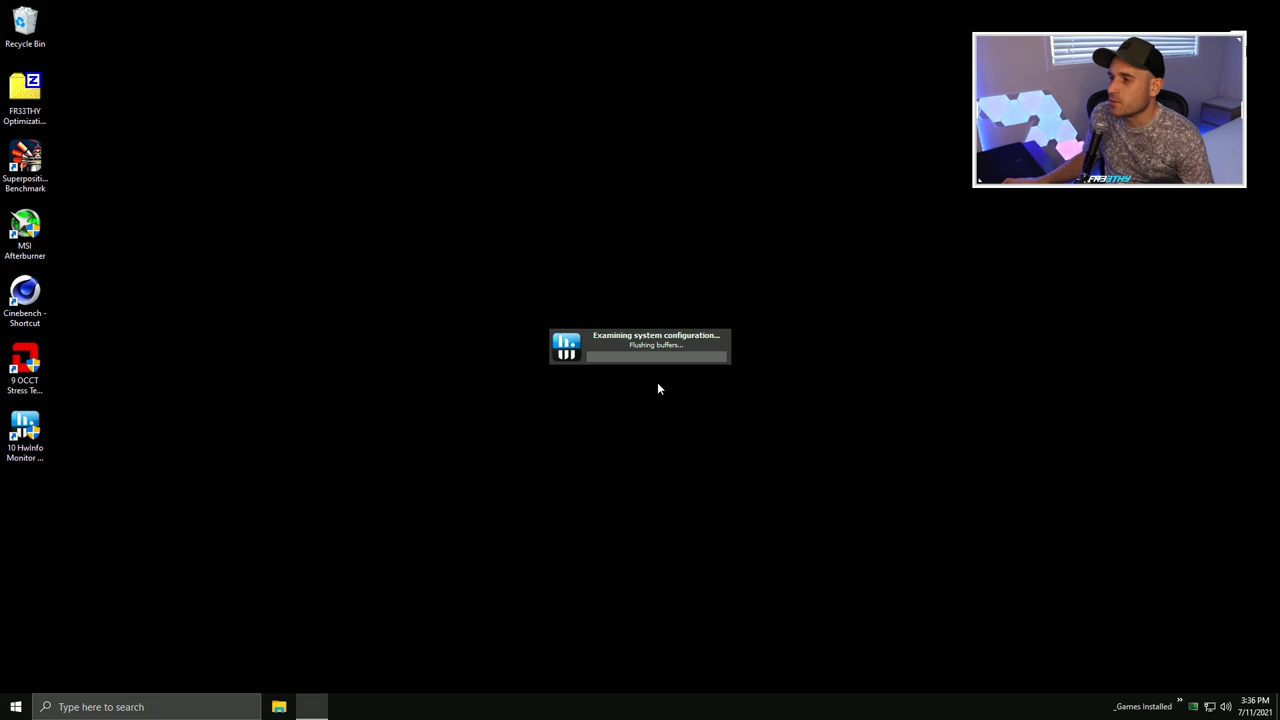 Recycle Bin
FR33THY
Optimizati...
Superpositi...
Benchmark
MSI
Afterburner
Cinebench -
Shortcut
9 OCCT
Stress Te...
10 HwInfo
Monitor ...
Examining system configuration...
Flushing buffers...
FR33THY
Type here to search
_Games Installed
3:36 PM
7/11/2021